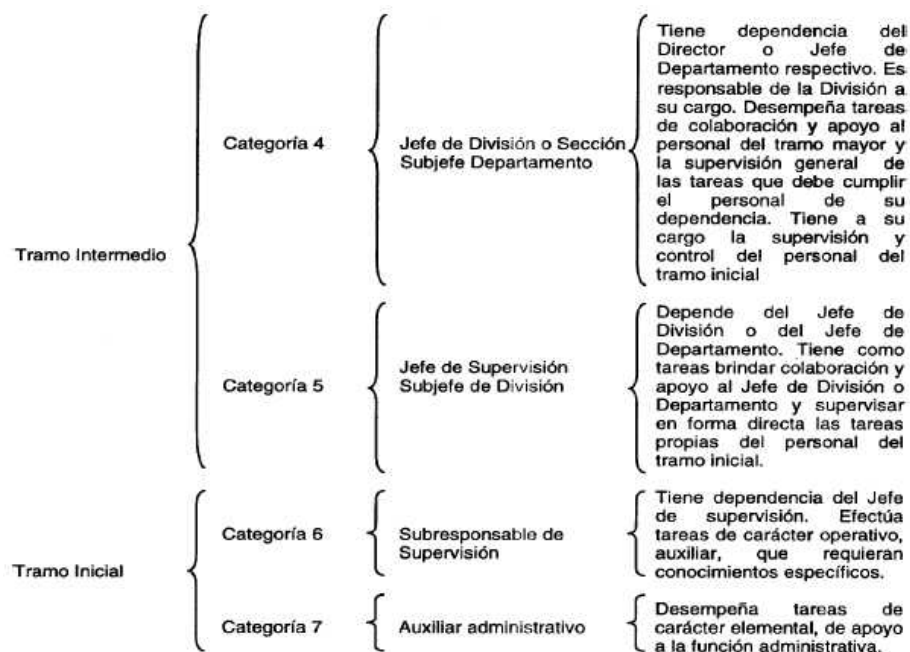 Tramo Intermedio
Categoría 4
Jefe de División o Sección
Subjefe Departamento
Tiene dependencia del
Director o Jefe de
Departamento respectivo. Es
responsable de la División a
su cargo. Desempeña tareas
de colaboración y apoyo al
personal del tramo mayor y
la supervisión general de
las tareas que debe cumplir
el personal de su
dependencia. Tiene a su
cargo la supervisión y
control del personal del
tramo inicial
Categoría 5
Jefe de Supervisión
Subjefe de División
Depende del Jefe de
División o del Jefe de
Departamento. Tiene como
tareas brindar colaboración y
apoyo al Jefe de División o
Departamento y supervisar
en forma directa las tareas
propias del personal del
tramo inicial.
Tramo Inicial
Categoría 6
Subresponsable de
Supervisión
Tiene dependencia del Jefe
de supervisión. Efectúa
tareas de carácter operativo,
auxiliar, que requieran
conocimientos específicos.
Categoría 7
Auxiliar administrativo
Desempeña tareas de
carácter elemental, de apoyo
a la función administrativa.